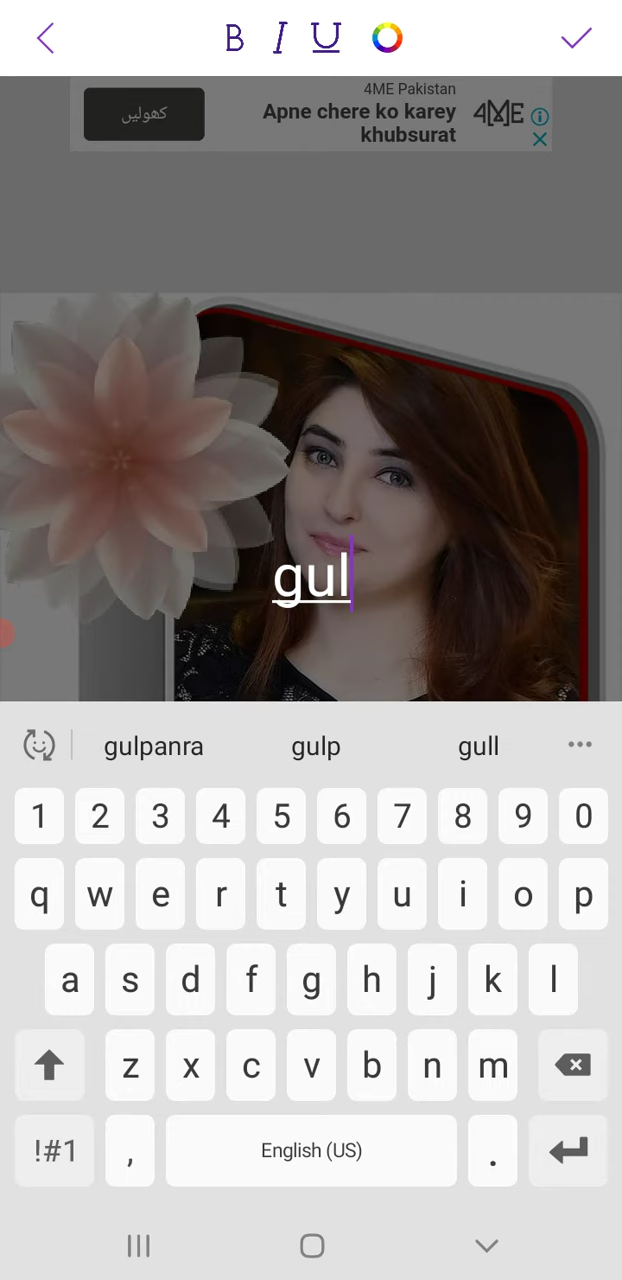 B I U
4ME Pakistan
کھولیں
Apne chere ko karey
khubsurat
4ME
gul
gulpanra gulp gull
1 2 3 4 5 6 7 8 9 0
q w e r t y u i o p
a s d f g h j k l
z x c v b n m
!#1 , English (US) .